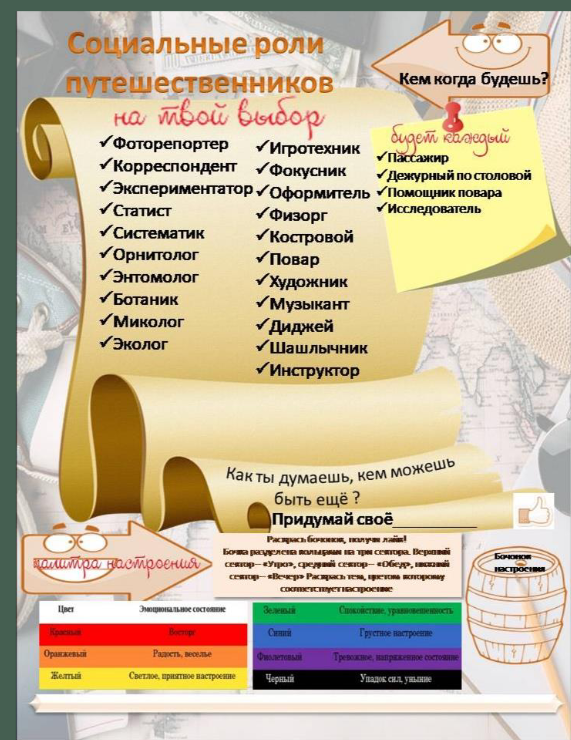 Социальные роли
путешественников
на твой выбор
Кем когда будешь?
✓Фоторепортер
✓Корреспондент
✓Экспериментатор
✓Статист
✓Систематик
✓Орнитолог
✓Энтомолог
✓Ботаник
✓Миколог
✓Эколог
✓Игротехник
✓Фокусник
✓Оформитель
✓Физорг
✓Костровой
✓Повар
✓Художник
✓Музыкант
✓Диджей
✓Шашлычник
✓Инструктор
будет каждый
✓Пассажир
✓Дежурный по столовой
✓Помощник повара
✓Исследователь
Как ты думаешь, кем можешь
быть ещё ?
Придумай своё
палитра настроения
Раскрась бочонок, получи лайк!
Бочка разделена кольцами на три сектора. Верхний
сектор– «Утро», средний сектор– «Обед», нижний
сектор– «Вечер» Раскрась тем, цветом которому
соответствует настроение
Бочонок
настроения
Цвет Эмоциональное состояние
Красный Восторг
Оранжевый Радость, веселье
Желтый Светлое, приятное настроение
Зеленый Спокойствие, уравновешенность
Синий Грустное настроение
Фиолетовый Тревожное, напряженное состояние
Черный Упадок сил, уныние